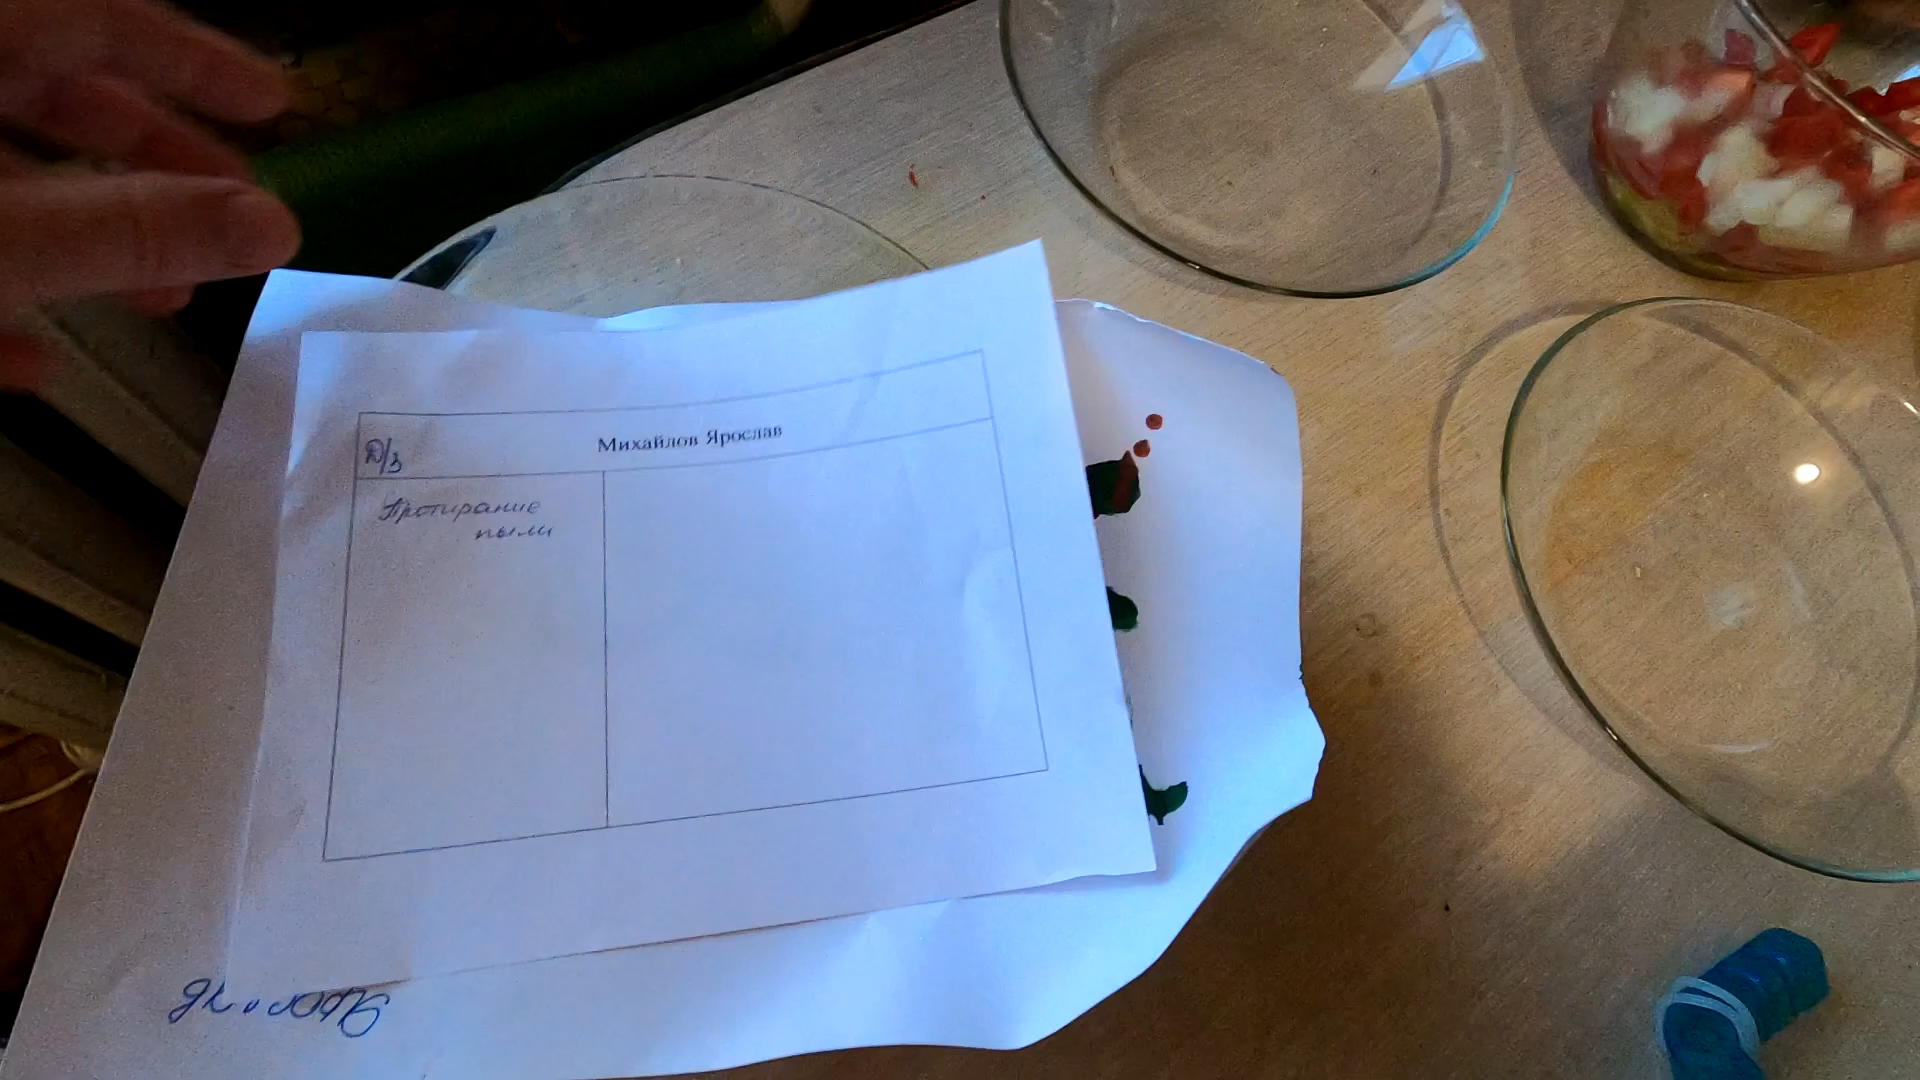 Михайлов Ярослав
Д/з
Протирание
пыли